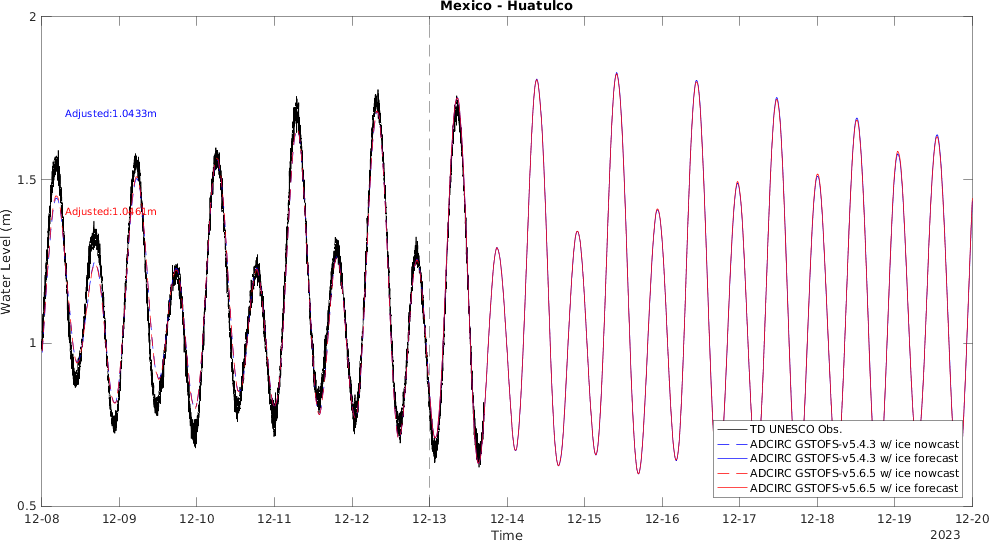 Mexico - Huatulco
2
1.5
1
0.5
Water Level (m)
Adjusted:1.0433m
Adjusted:1.0461m
TD UNESCO Obs.
ADCIRC GSTOFS-v5.4.3 w/ ice nowcast
ADCIRC GSTOFS-v5.4.3 w/ ice forecast
ADCIRC GSTOFS-v5.6.5 w/ ice nowcast
ADCIRC GSTOFS-v5.6.5 w/ ice forecast
12-08 12-09 12-10 12-11 12-12 12-13 12-14 12-15 12-16 12-17 12-18 12-19 12-20
Time
2023